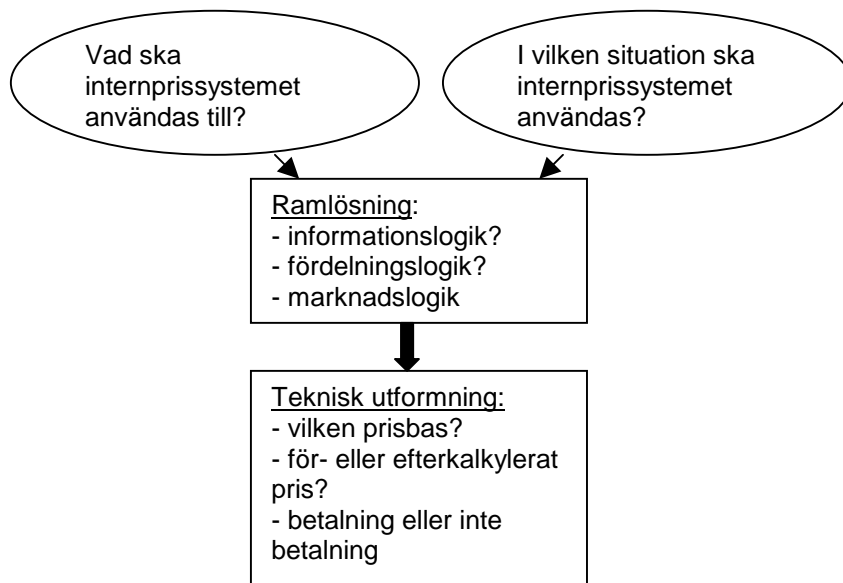 Vad ska
internprissystemet
användas till?
I vilken situation ska
internprissystemet
användas?
Ramlösning:
- informationslogik?
- fördelningslogik?
- marknadslogik
Teknisk utformning:
- vilken prisbas?
- för- eller efterkalkylerat
pris?
- betalning eller inte
betalning